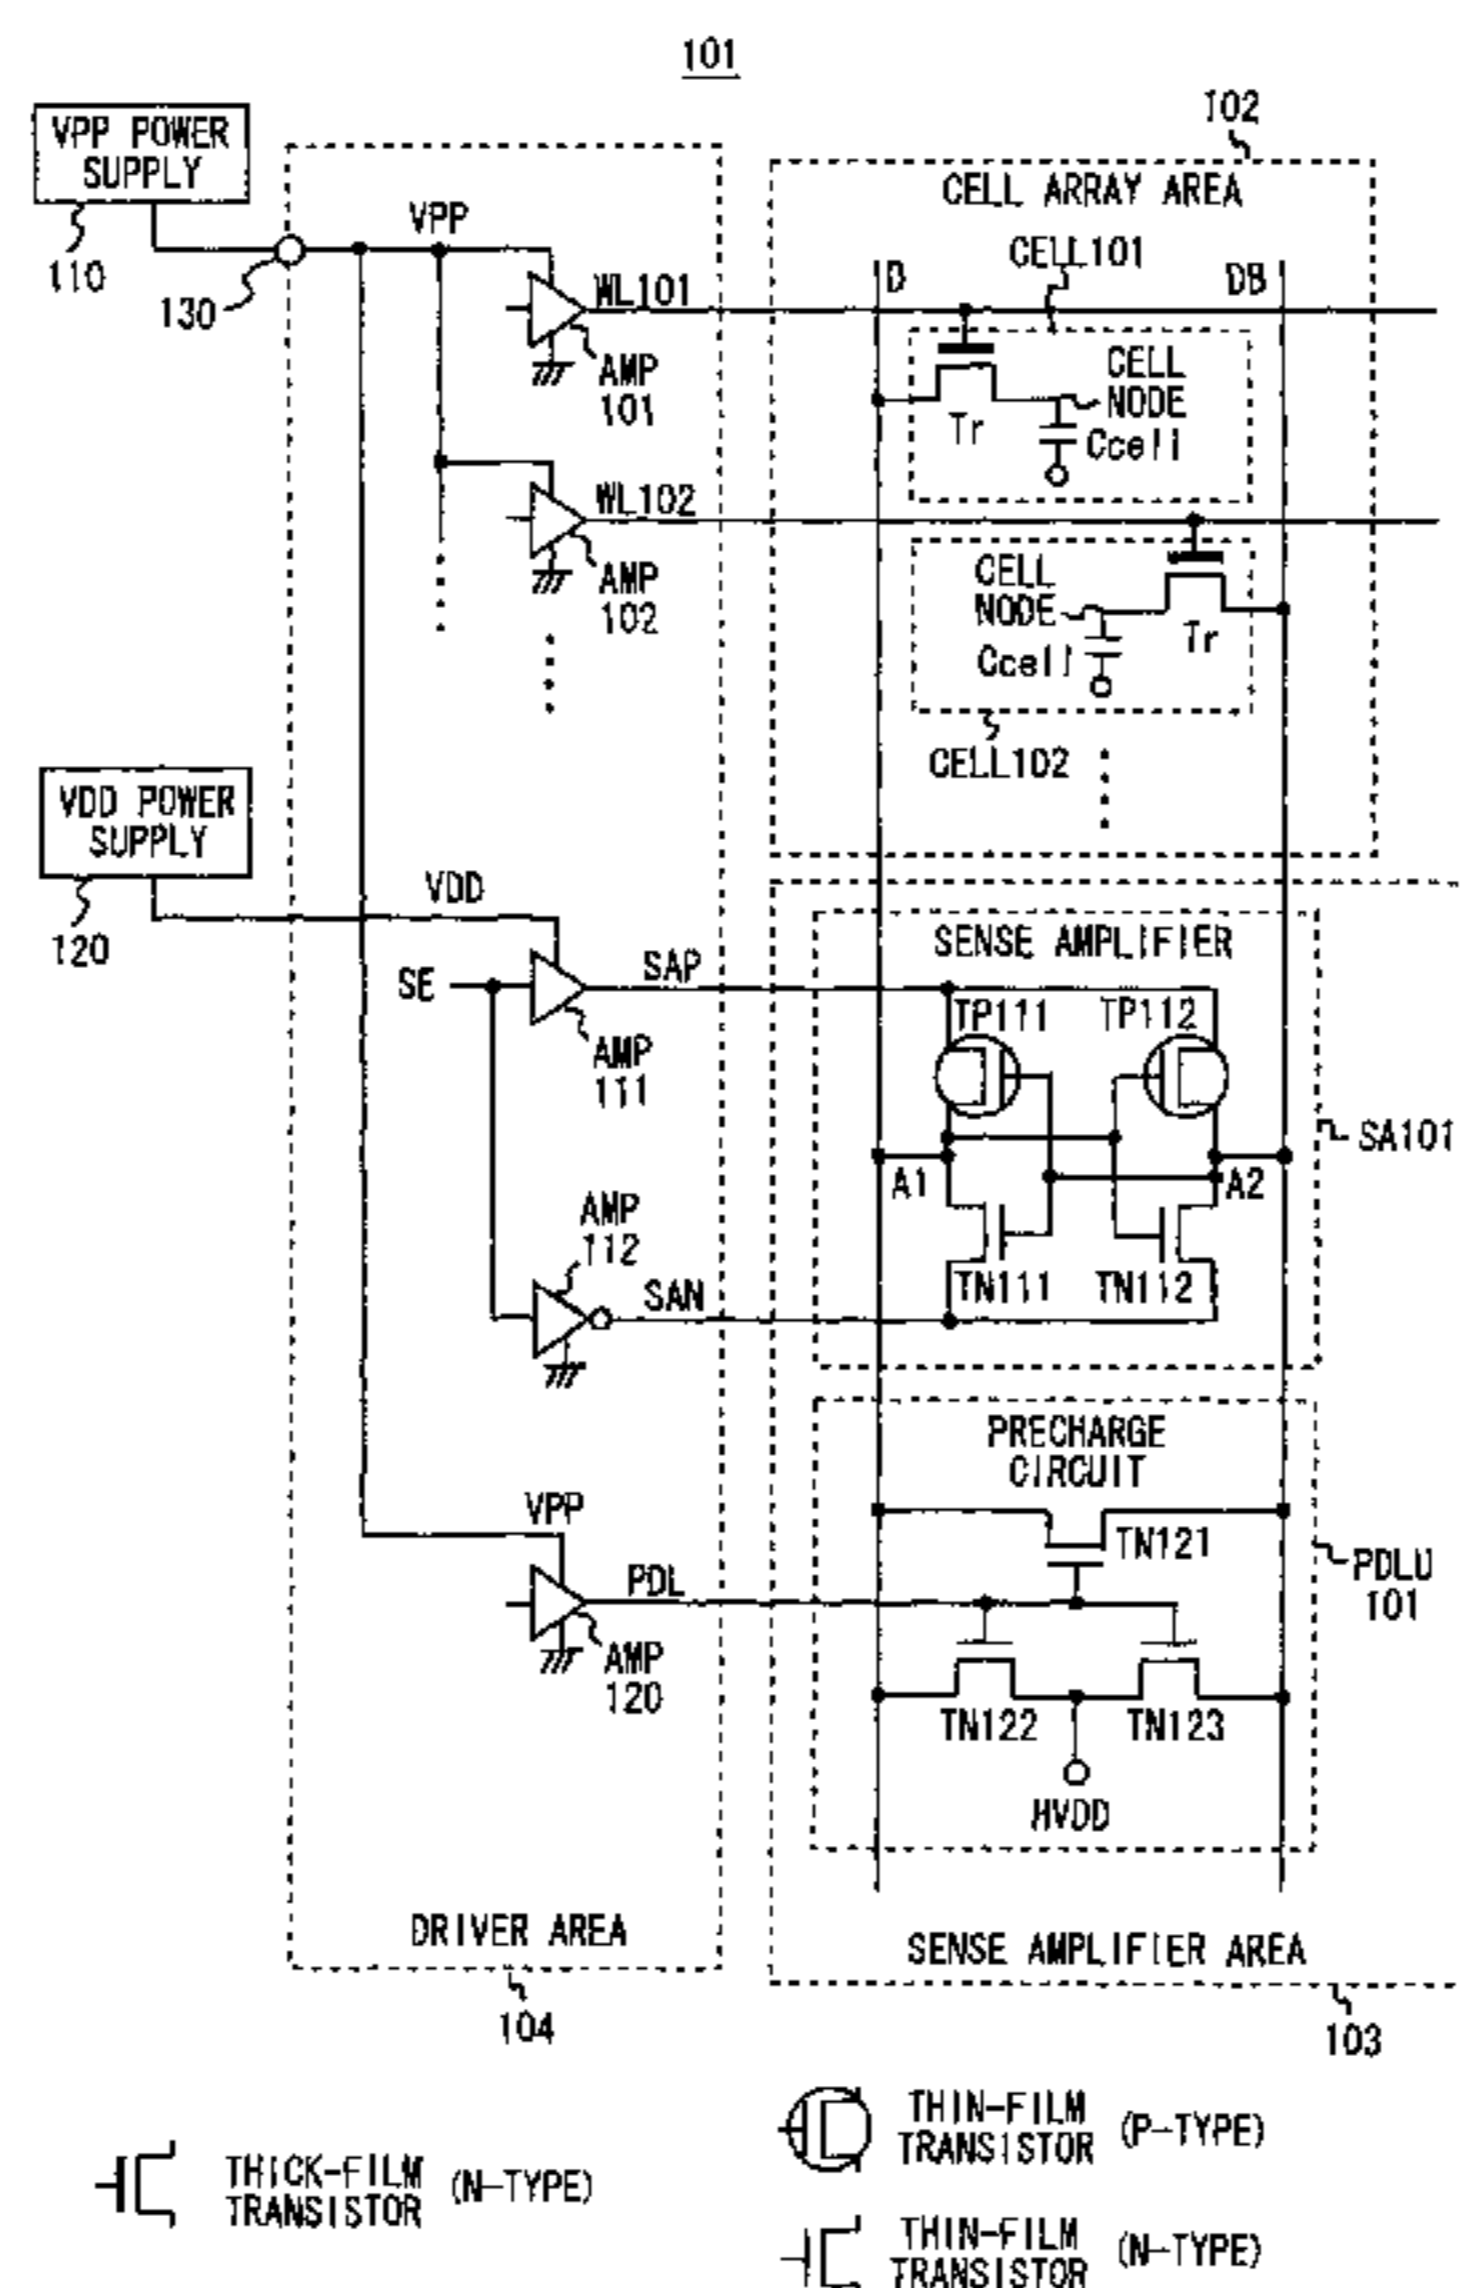 101
VPP POWER
SUPPLY
110
130
VPP
WL101
AMP
101
WL102
AMP
102
102
CELL ARRAY AREA
CELL101
D
DB
CELL
NODE
Tr
Ccell
CELL
NODE
Ccell
Tr
CELL102
VDD POWER
SUPPLY
120
VDD
SE
SAP
AMP
111
AMP
112
SAN
SENSE AMPLIFIER
TP111
TP112
SA101
A1
A2
TN111
TN112
VPP
PDL
AMP
120
PRECHARGE
CIRCUIT
TN121
PDLU
101
TN122
TN123
HVDD
DRIVER AREA
104
SENSE AMPLIFIER AREA
103
THICK-FILM
TRANSISTOR
(N-TYPE)
THIN-FILM
TRANSISTOR
(P-TYPE)
THIN-FILM
TRANSISTOR
(N-TYPE)